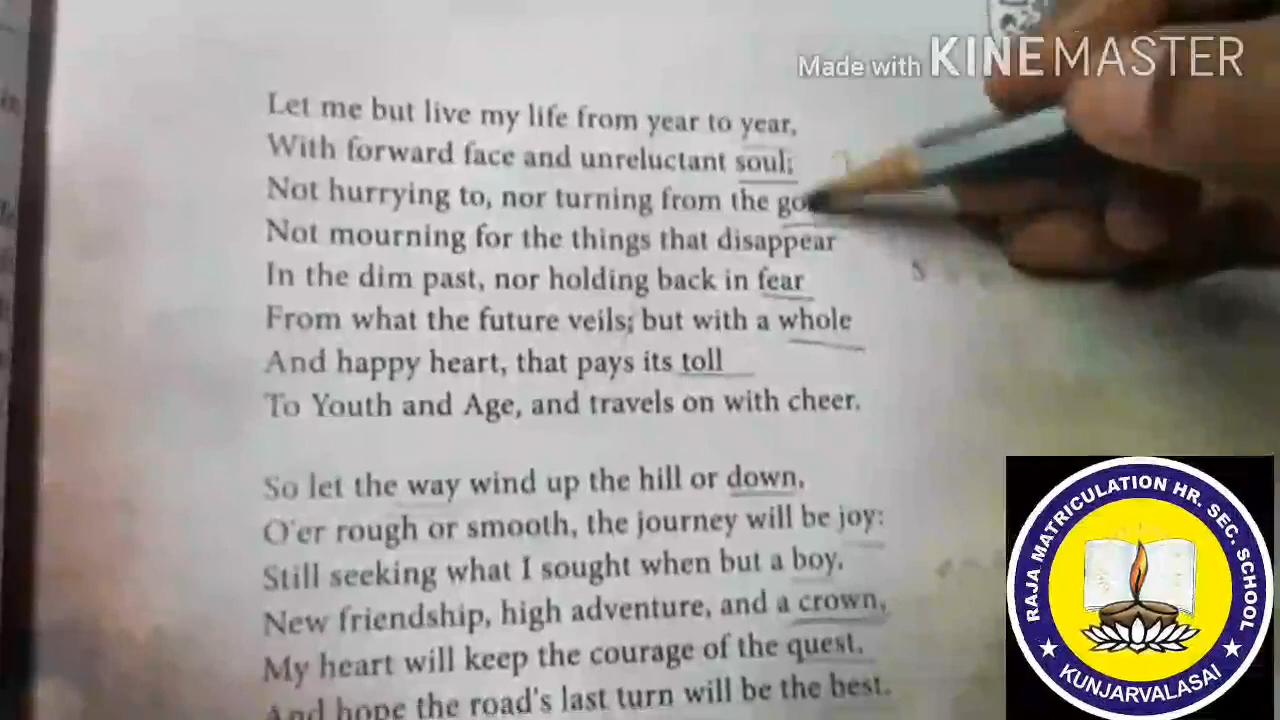 Made with KINEMASTER
Let me but live my life from year to year,
With forward face and unreluctant soul;
Not hurrying to, nor turning from the
Not mourning for the things that disappear
In the dim past, nor holding back in fear
From what the future veils; but with a whole
And happy heart, that pays its toll
To Youth and Age, and travels on with cheer.
So let the way wind up the hill or down,
O'er rough or smooth, the journey will be joy:
Still seeking what I sought when but a boy,
New friendship, high adventure, and a crown,
My heart will keep the courage of the quest,
And hope the road's last turn will be the best.
RAJA MATRICULATION HR. SEC. SCHOOL
KUNJARVALASAI